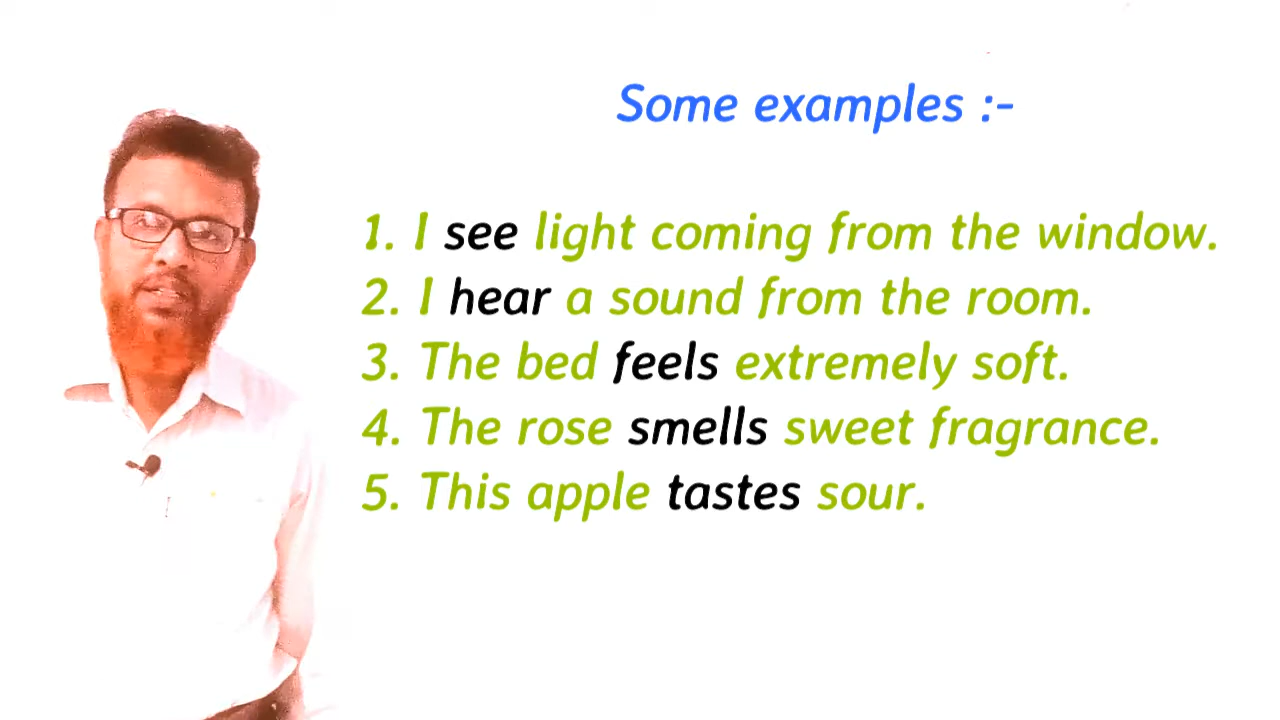 Some examples :-
1. I see light coming from the window.
2. I hear a sound from the room.
3. The bed feels extremely soft.
4. The rose smells sweet fragrance.
5. This apple tastes sour.